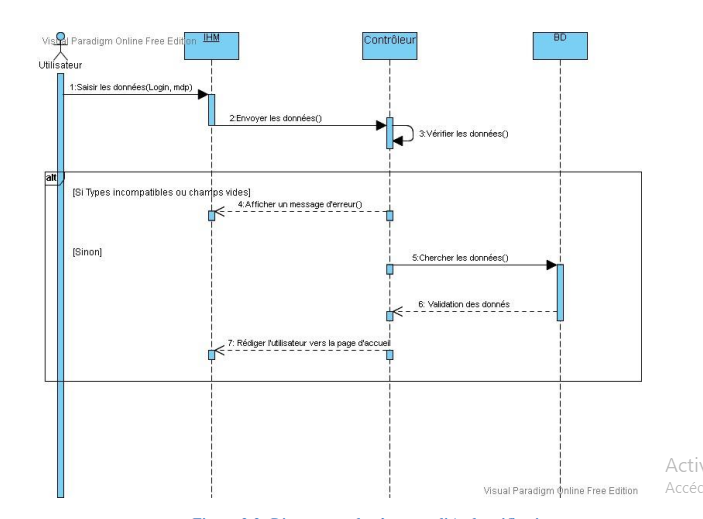 Visual Paradigm Online Free Edition
IHM
Contrôleur
BD
Utilisateur
1:Saisir les données(Login, mdp)
2:Envoyer les données()
3:Vérifier les données()
alt
[Si Types incompatibles ou champs vides]
4:Afficher un message d'erreur()
[Sinon]
5:Chercher les données()
6: Validation des donnés
7: Rédiger l'utilisateur vers la page d'accueil
Visual Paradigm Online Free Edition
Activ
Accéd